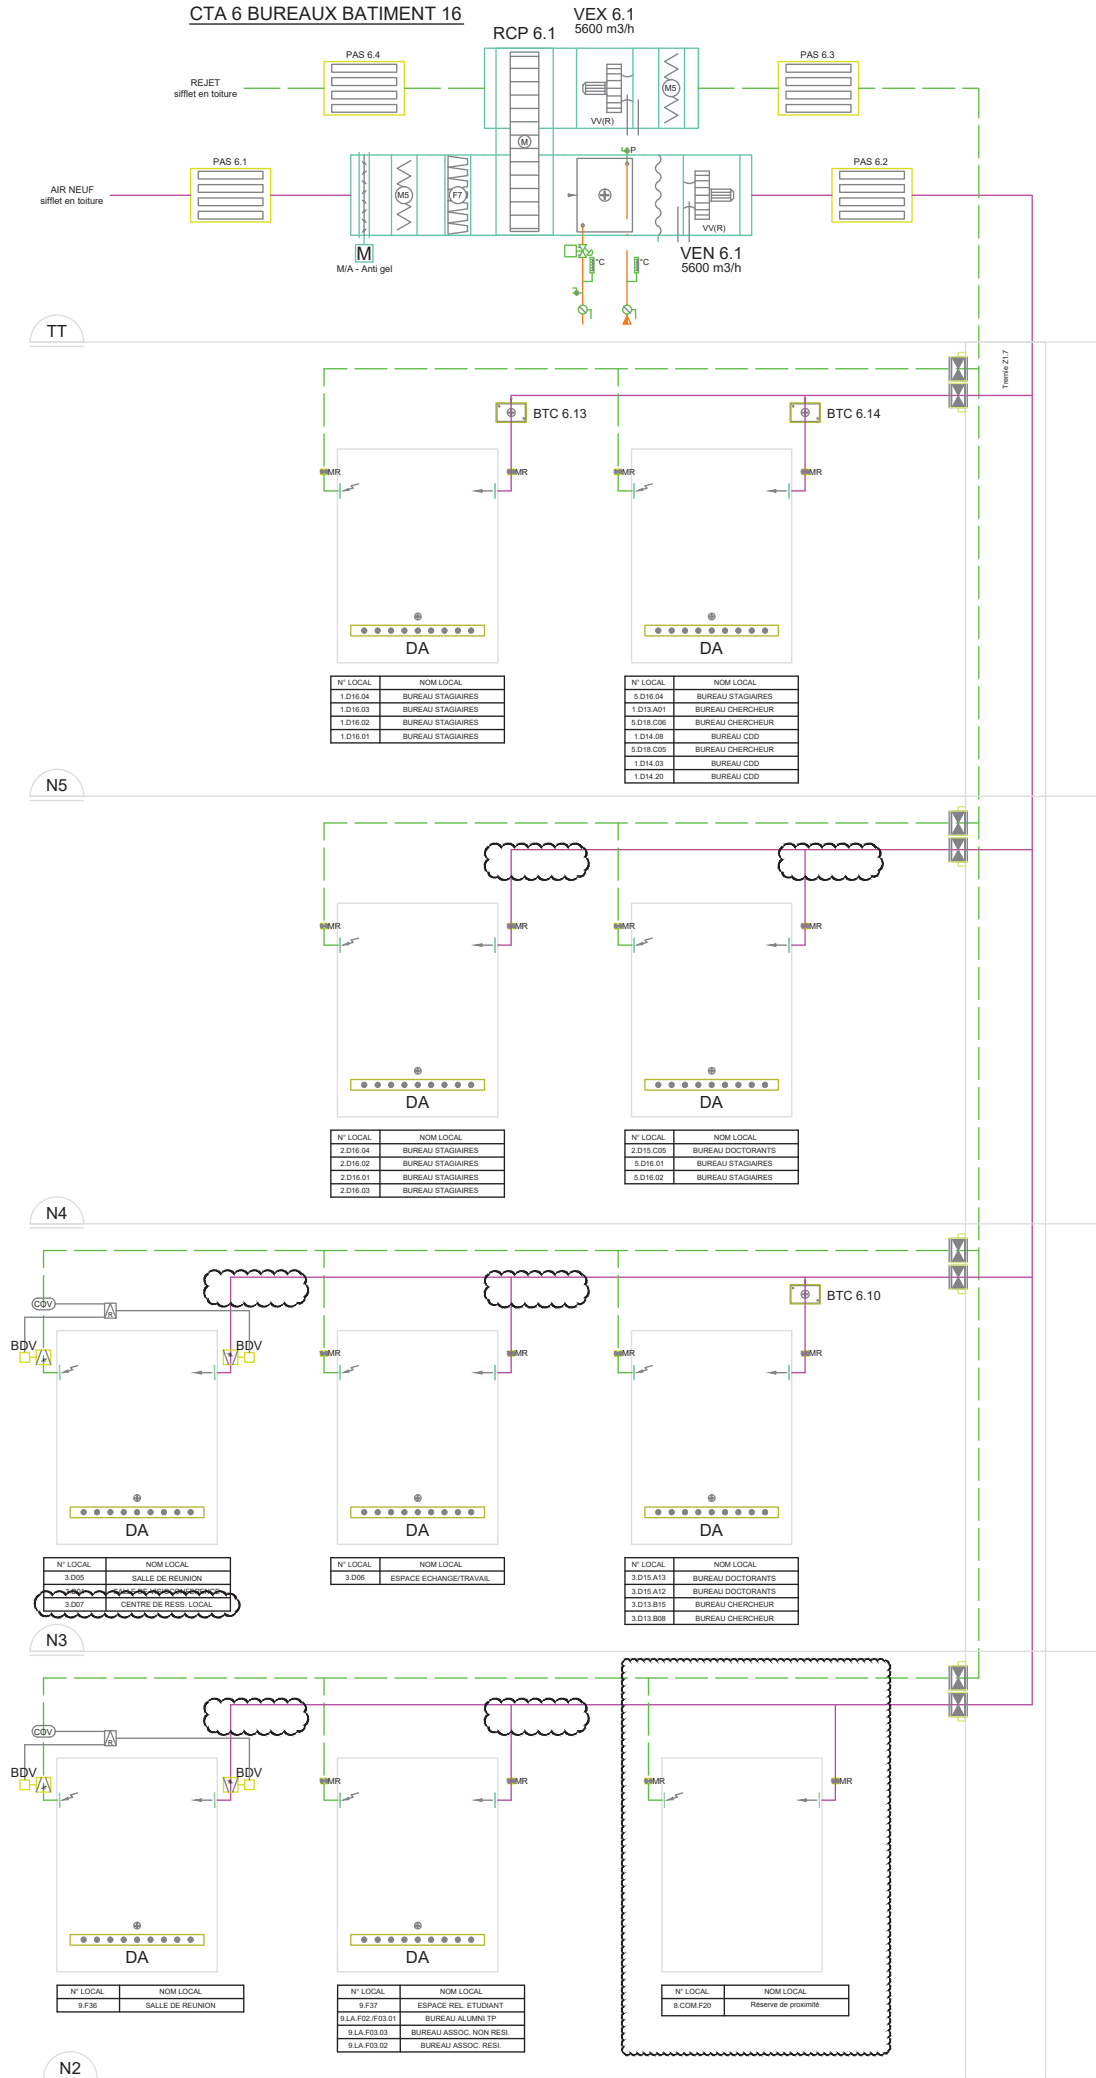 CTA 6 BUREAUX BATIMENT 16
VEX 6.1
5600 m3/h
RCP 6.1
PAS 6.4
PAS 6.3
REJET
sifflet en toiture
M5
VV(R)
M
P
PAS 6.1
PAS 6.2
AIR NEUF
sifflet en toiture
M5
F7
VV(R)
M
M/A - Anti gel
VEN 6.1
5600 m3/h
°C
°C
TT
Tremie Z1.7
BTC 6.13
BTC 6.14
MR
MR
MR
MR
DA
DA
N° LOCAL NOM LOCAL
1.D16.04 BUREAU STAGIAIRES
1.D16.03 BUREAU STAGIAIRES
1.D16.02 BUREAU STAGIAIRES
1.D16.01 BUREAU STAGIAIRES
N° LOCAL NOM LOCAL
5.D16.04 BUREAU STAGIAIRES
1.D13.A01 BUREAU CHERCHEUR
5.D18.C06 BUREAU CHERCHEUR
1.D14.08 BUREAU CDD
5.D18.C05 BUREAU CHERCHEUR
1.D14.03 BUREAU CDD
1.D14.20 BUREAU CDD
N5
MR
MR
MR
MR
DA
DA
N° LOCAL NOM LOCAL
2.D16.04 BUREAU STAGIAIRES
2.D16.02 BUREAU STAGIAIRES
2.D16.01 BUREAU STAGIAIRES
2.D16.03 BUREAU STAGIAIRES
N° LOCAL NOM LOCAL
2.D15.C05 BUREAU DOCTORANTS
5.D16.01 BUREAU STAGIAIRES
5.D16.02 BUREAU STAGIAIRES
N4
COV
R
BTC 6.10
BDV
BDV
MR
MR
MR
MR
DA
DA
DA
N° LOCAL NOM LOCAL
3.D05 SALLE DE REUNION
SALLE DE VISIOCONFERENCE
3.D07 CENTRE DE RESS. LOCAL
N° LOCAL NOM LOCAL
3.D06 ESPACE ECHANGE/TRAVAIL
N° LOCAL NOM LOCAL
3.D15.A13 BUREAU DOCTORANTS
3.D15.A12 BUREAU DOCTORANTS
3.D13.B15 BUREAU CHERCHEUR
3.D13.B08 BUREAU CHERCHEUR
N3
COV
R
BDV
BDV
MR
MR
MR
MR
DA
DA
N° LOCAL NOM LOCAL
9.F36 SALLE DE REUNION
N° LOCAL NOM LOCAL
9.F37 ESPACE REL. ETUDIANT
9.LA.F02./F03.01 BUREAU ALUMNI TP
9.LA.F03.03 BUREAU ASSOC. NON RESI.
9.LA.F03.02 BUREAU ASSOC. RESI.
N° LOCAL NOM LOCAL
8.COM.F20 Réserve de proximité
N2